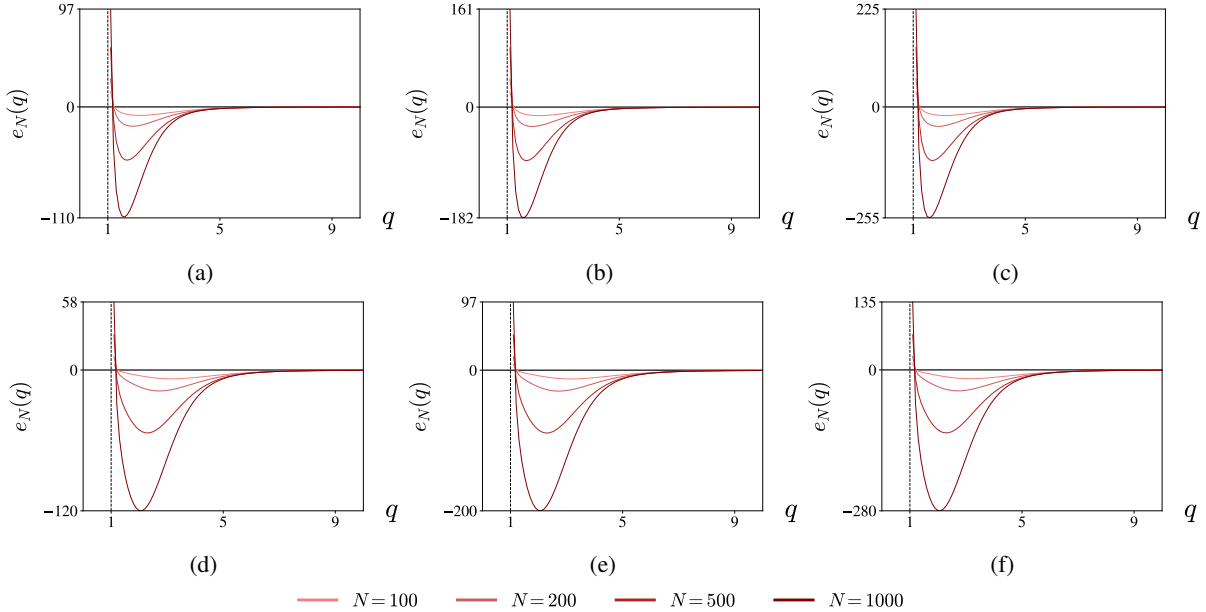 97
0
−110
e_N(q)
1
5
9
q
(a)
161
0
−182
e_N(q)
1
5
9
q
(b)
225
0
−255
e_N(q)
1
5
9
q
(c)
58
0
−120
e_N(q)
1
5
9
q
(d)
97
0
−200
e_N(q)
1
5
9
q
(e)
135
0
−280
e_N(q)
1
5
9
q
(f)
N = 100 N = 200 N = 500 N = 1000